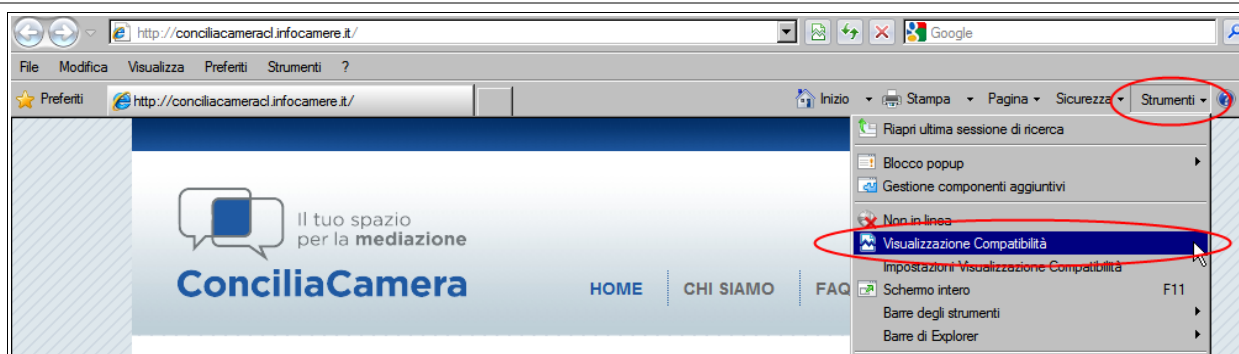 http://conciliacameracl.infocamere.it/
Google
File Modifica Visualizza Preferiti Strumenti ?
Preferiti http://conciliacameracl.infocamere.it/ Inizio Stampa Pagina Sicurezza Strumenti
Riapri ultima sessione di ricerca
Blocco popup
Gestione componenti aggiuntivi
Non in linea
Visualizzazione Compatibilità
Impostazioni Visualizzazione Compatibilità
Schermo intero F11
Barre degli strumenti
Barre di Explorer
Il tuo spazio
per la mediazione
ConciliaCamera
HOME CHI SIAMO FAQ